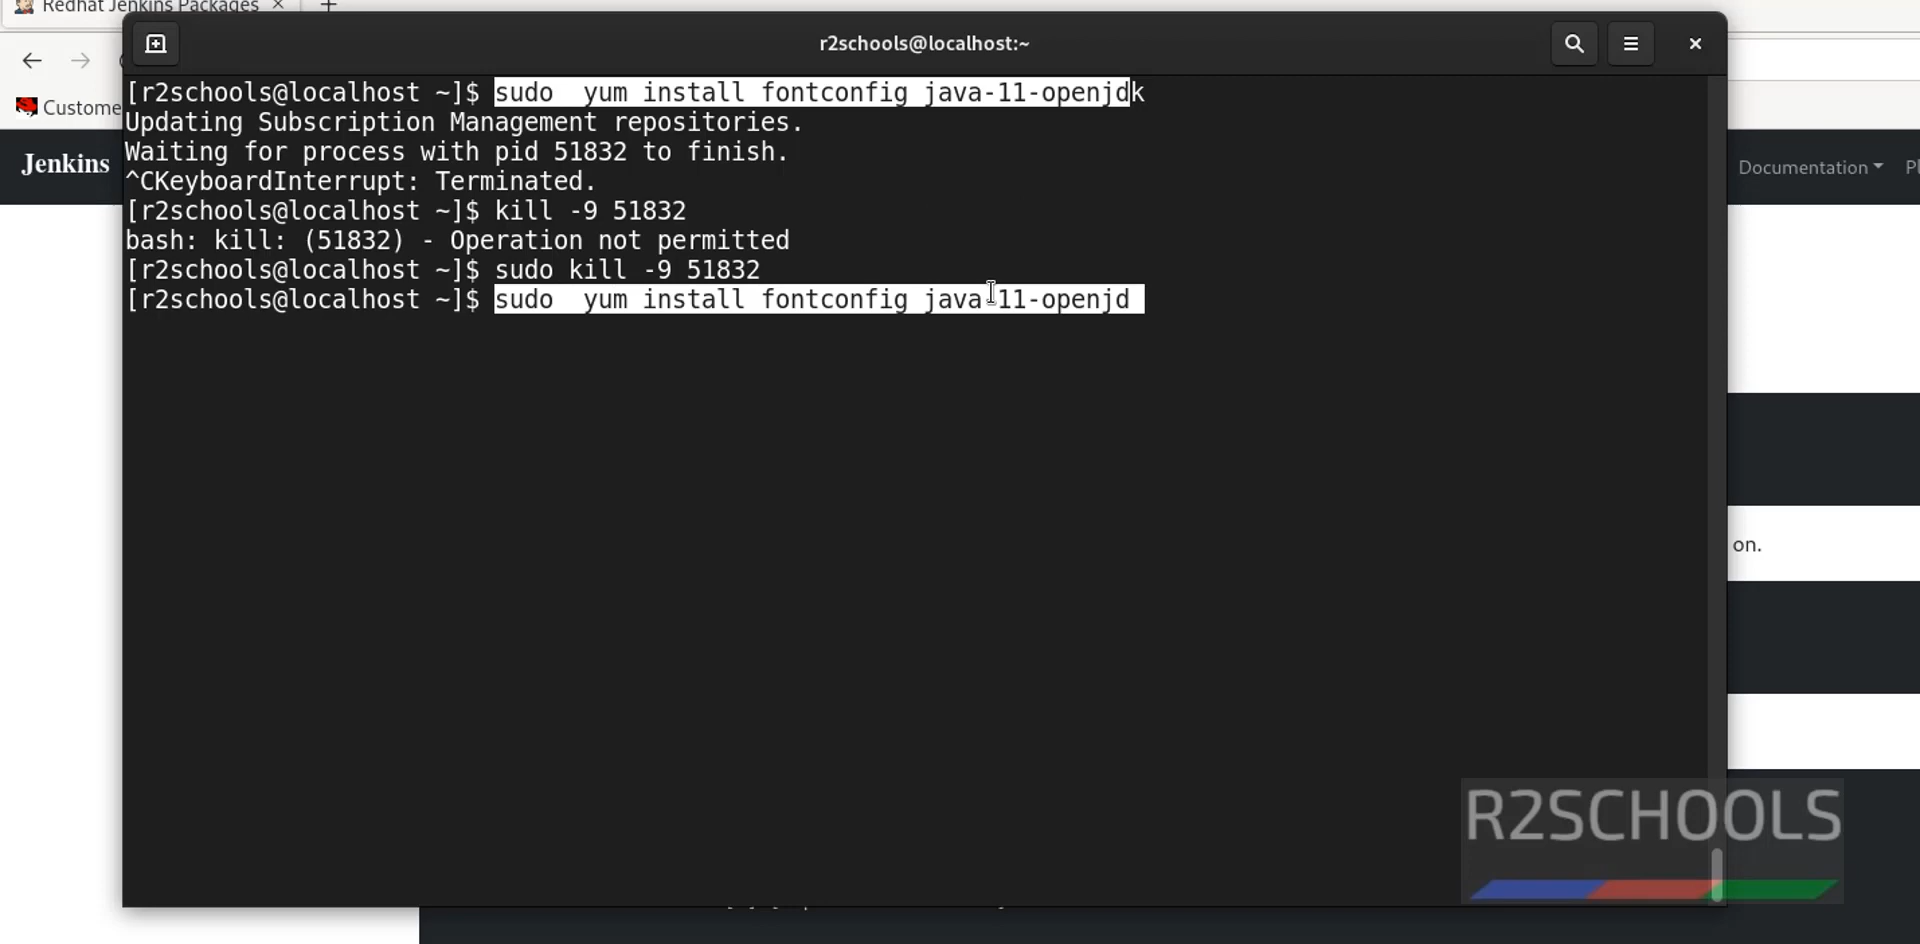 Redhat Jenkins Packages
r2schools@localhost:~
Custome
Jenkins
Documentation
Pl
[r2schools@localhost ~]$ sudo  yum install fontconfig java-11-openjdk
Updating Subscription Management repositories.
Waiting for process with pid 51832 to finish.
^CKeyboardInterrupt: Terminated.
[r2schools@localhost ~]$ kill -9 51832
bash: kill: (51832) - Operation not permitted
[r2schools@localhost ~]$ sudo kill -9 51832
[r2schools@localhost ~]$ sudo  yum install fontconfig java-11-openjd
on.
R2SCHOOLS